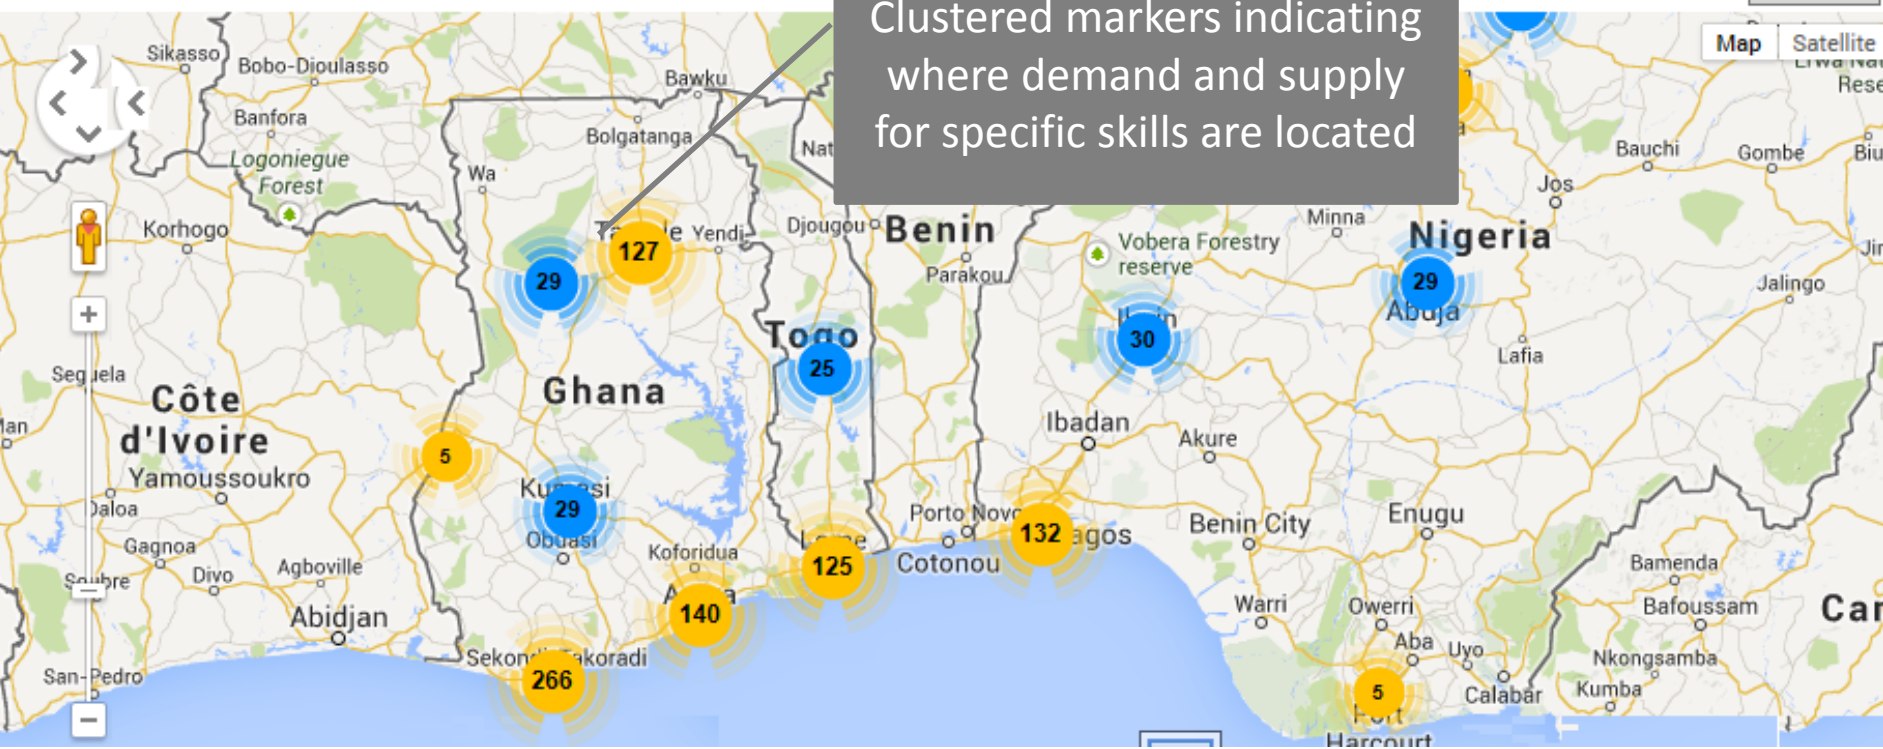 Clustered markers indicating
where demand and supply
for specific skills are located
Map
Satellite
Sikasso
Bobo-Dioulasso
Bawku
Banfora
Bolgatanga
Logoniegue
Forest
Wa
Korhogo
Yendi
Djougou
Benin
Parakou
Vobera Forestry
reserve
Minna
Nigeria
Bauchi
Gombe
Jos
Jalingo
127
29
29
Abuja
Togo
25
30
Lafia
Côte
d'Ivoire
Ghana
Ibadan
Akure
5
Yamoussoukro
29
Obuasi
Porto Novo
132
Cotonou
Benin City
Enugu
Gagnoa
Divo
Agboville
Koforidua
125
Bamenda
Abidjan
140
Warri
Owerri
Bafoussam
Aba
Uyo
San-Pedro
266
5
Calabar
Nkongsamba
Kumba
Harcourt